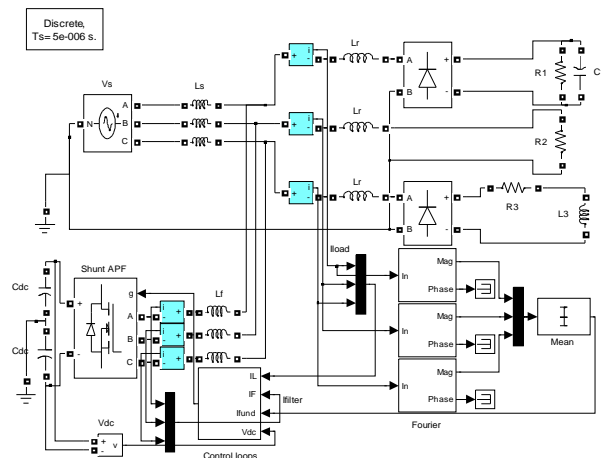 Discrete,
Ts= 5e-006 s.
Vs
N
A
B
C
Ls
i
+ -
Lr
A
B
+
-
R1
C
i
+ -
Lr
R2
i
+ -
Lr
A
B
+
-
R3
L3
Cdc
Cdc
Shunt APF
+
-
g
A
B
C
i
+ -
i
+ -
i
+ -
Lf
Iload
In
Mag
Phase
In
Mag
Phase
In
Mag
Phase
Fourier
Mean
IL
IF
Ifund
Vdc
Control loops
Ifilter
Vdc
+
-
v